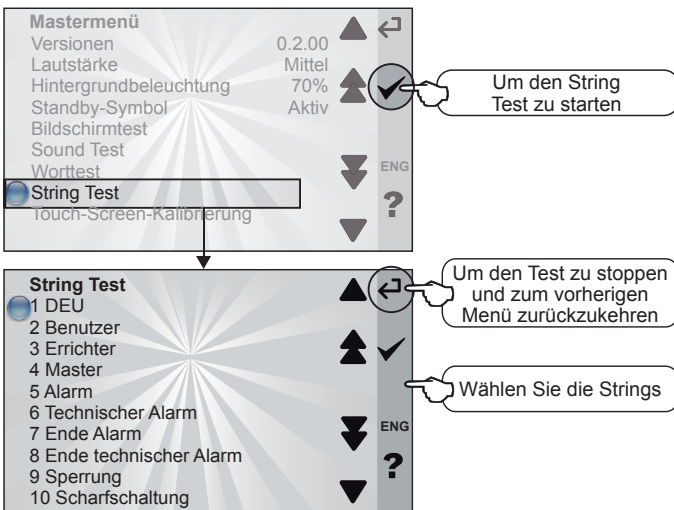 Mastermenü
Versionen 0.2.00
Lautstärke Mittel
Hintergrundbeleuchtung 70%
Standby-Symbol Aktiv
Bildschirmtest
Sound Test
Worttest
String Test
Touch-Screen-Kalibrierung
ENG
?
Um den String
Test zu starten
String Test
1 DEU
2 Benutzer
3 Errichter
4 Master
5 Alarm
6 Technischer Alarm
7 Ende Alarm
8 Ende technischer Alarm
9 Sperrung
10 Scharfschaltung
ENG
?
Um den Test zu stoppen
und zum vorherigen
Menü zurückzukehren
Wählen Sie die Strings